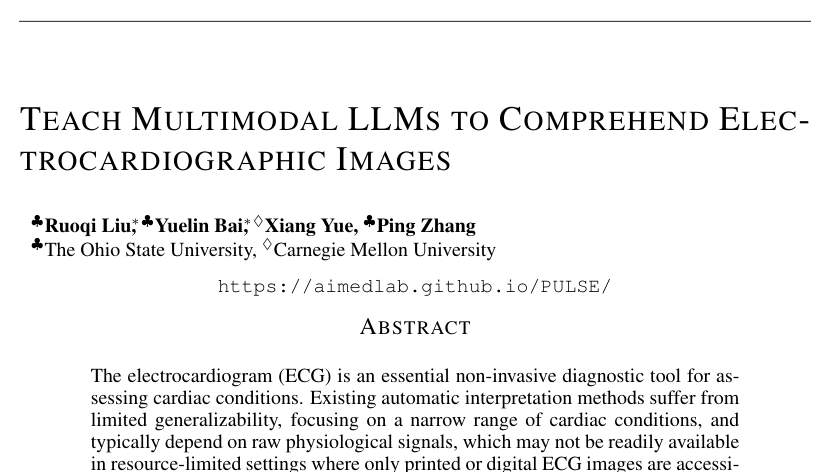 TEACH MULTIMODAL LLMS TO COMPREHEND ELEC-
TROCARDIOGRAPHIC IMAGES
♣Ruoqi Liu,* ♣Yuelin Bai,* ♢Xiang Yue, ♣Ping Zhang
♣The Ohio State University, ♢Carnegie Mellon University
https://aimedlab.github.io/PULSE/
ABSTRACT
The electrocardiogram (ECG) is an essential non-invasive diagnostic tool for as-
sessing cardiac conditions. Existing automatic interpretation methods suffer from
limited generalizability, focusing on a narrow range of cardiac conditions, and
typically depend on raw physiological signals, which may not be readily available
in resource-limited settings where only printed or digital ECG images are accessi-